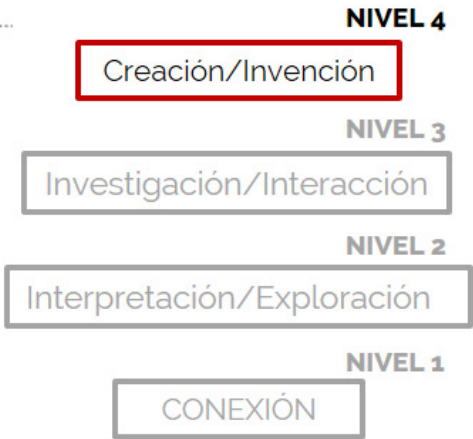 ...
NIVEL 4
Creación/Invención
NIVEL 3
Investigación/Interacción
NIVEL 2
Interpretación/Exploración
NIVEL 1
CONEXIÓN